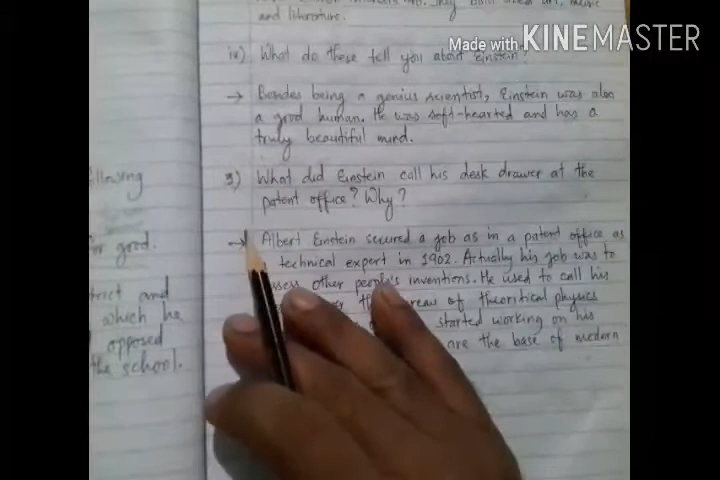 and literature.
Made with KINEMASTER
iv) What do these tell you about einstein?
→ Besides being a genius scientist, Einstein was also
a good human. He was soft-hearted and has a
truly beautiful mind.
3) What did Einstein call his desk drawer at the
patent office? Why?
→ Albert Einstein secured a job as in a patent office as
technical expert in 1902. Actually his job was to
other people's inventions. He used to call his
of theoritical physics
started working on his
are the base of modern
ollowing
for good.
trict and
which he
opposed
the school.